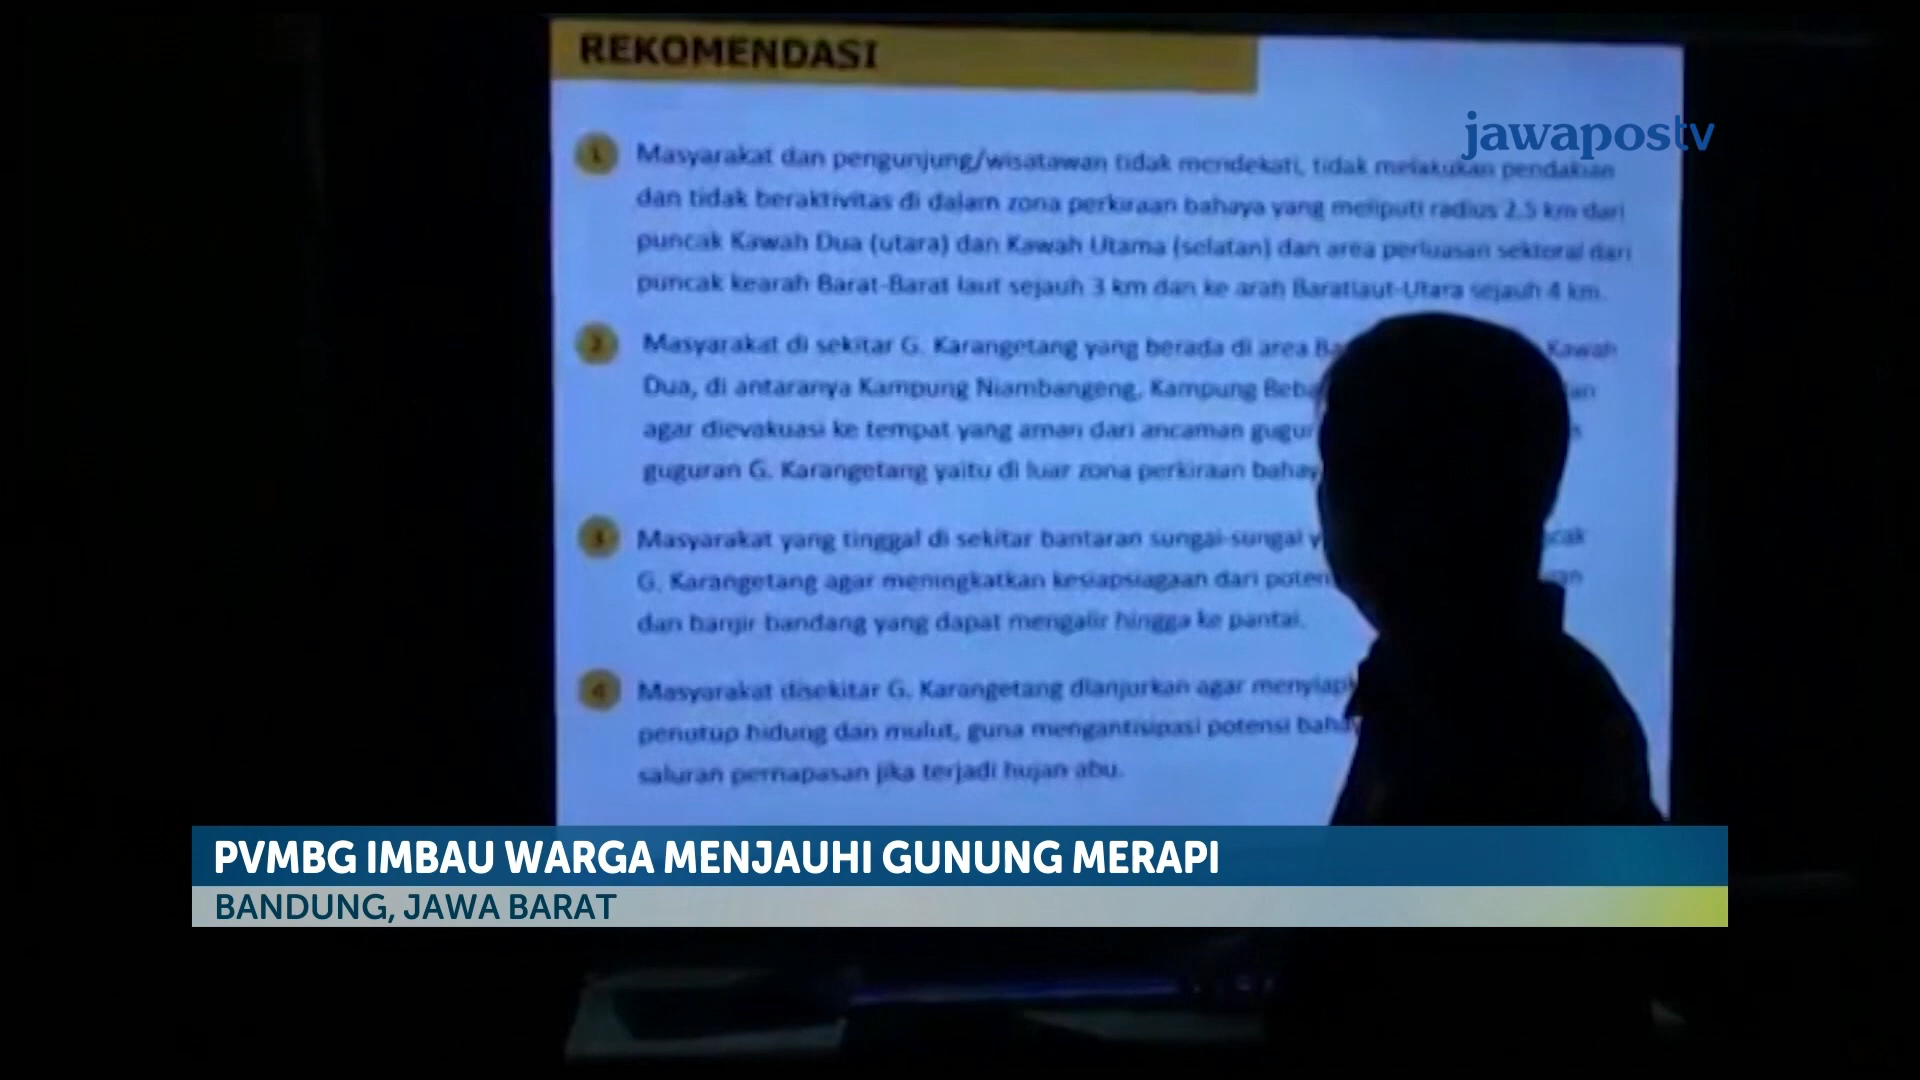 REKOMENDASI
jawapostv
1 Masyarakat dan pengunjung/wisatawan tidak mendekati, tidak melakukan pendakian
dan tidak beraktivitas di dalam zona perkiraan bahaya yang meliputi radius 2.5 km dari
puncak Kawah Dua (utara) dan Kawah Utama (selatan) dan area perluasan sektoral dari
puncak kearah Barat-Barat laut sejauh 3 km dan ke arah Baratlaut-Utara sejauh 4 km.
2 Masyarakat di sekitar G. Karangetang yang berada di area Kawah
Dua, di antaranya Kampung Niambangeng, Kampung
agar dievakuasi ke tempat yang aman dari ancaman
guguran G. Karangetang yaitu di luar zona perkiraan
3 Masyarakat yang tinggal di sekitar bantaran sungai-sungai
G. Karangetang agar meningkatkan kesiapsiagaan dari
dan banjir bandang yang dapat mengalir hingga ke pantai.
4 Masyarakat disekitar G. Karangetang dianjurkan agar
penutup hidung dan mulut, guna mengantisipasi potensi
saluran pernapasan jika terjadi hujan abu.
PVMBG IMBAU WARGA MENJAUHI GUNUNG MERAPI
BANDUNG, JAWA BARAT